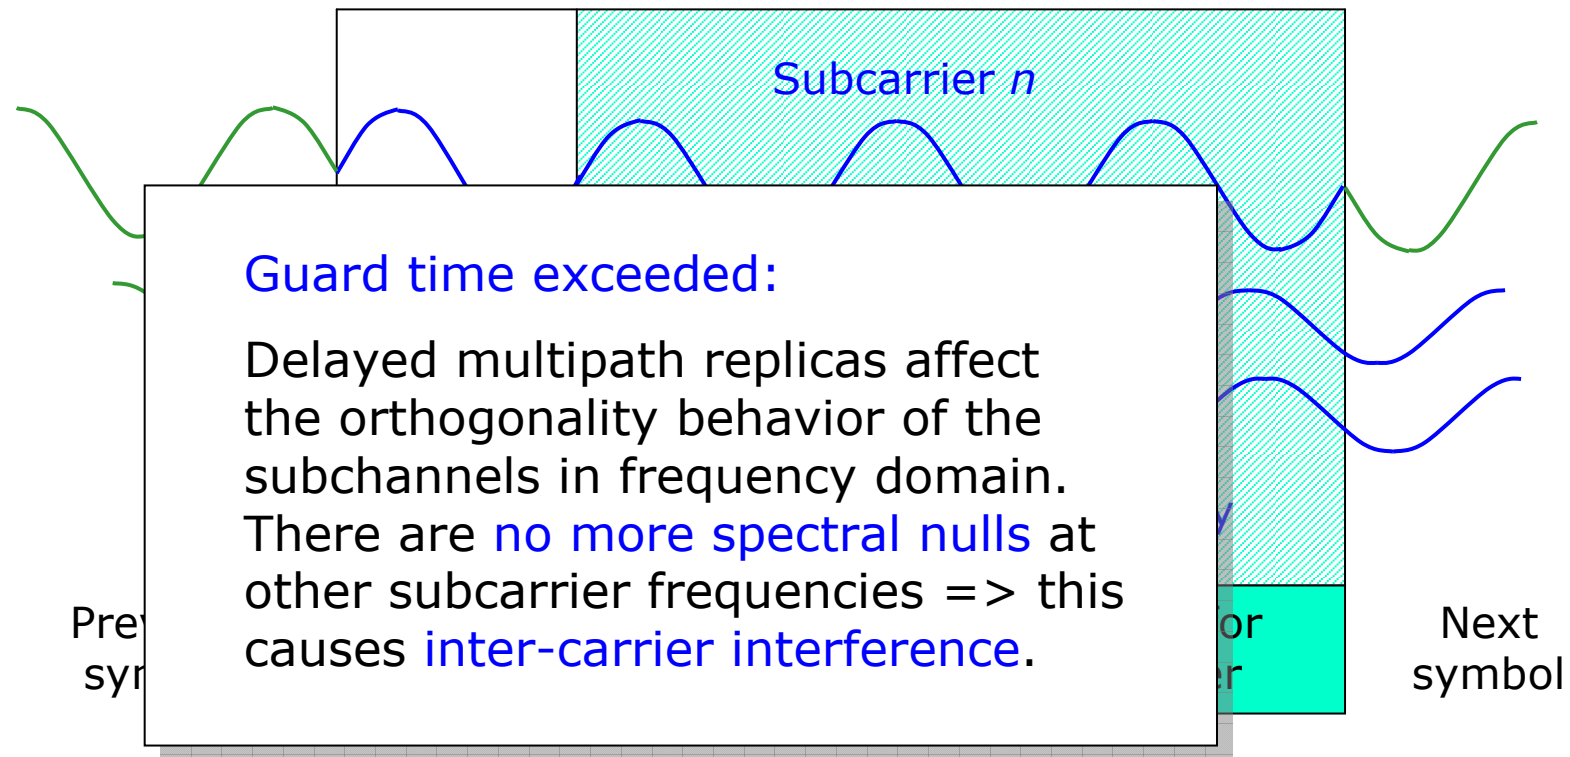 Subcarrier n
Guard time exceeded:
Delayed multipath replicas affect
the orthogonality behavior of the
subchannels in frequency domain.
There are no more spectral nulls at
other subcarrier frequencies => this
causes inter-carrier interference.
Next
symbol